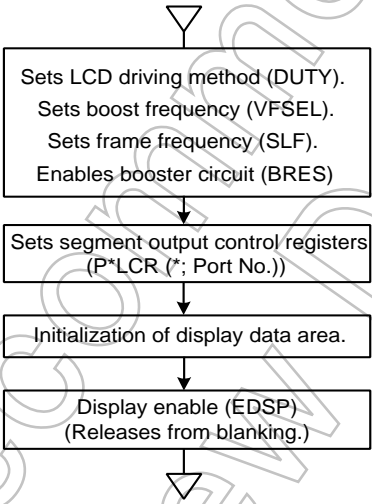 Sets LCD driving method (DUTY).
Sets boost frequency (VFSEL).
Sets frame frequency (SLF).
Enables booster circuit (BRES)
Sets segment output control registers
(P*LCR (*; Port No.))
Initialization of display data area.
Display enable (EDSP)
(Releases from blanking.)